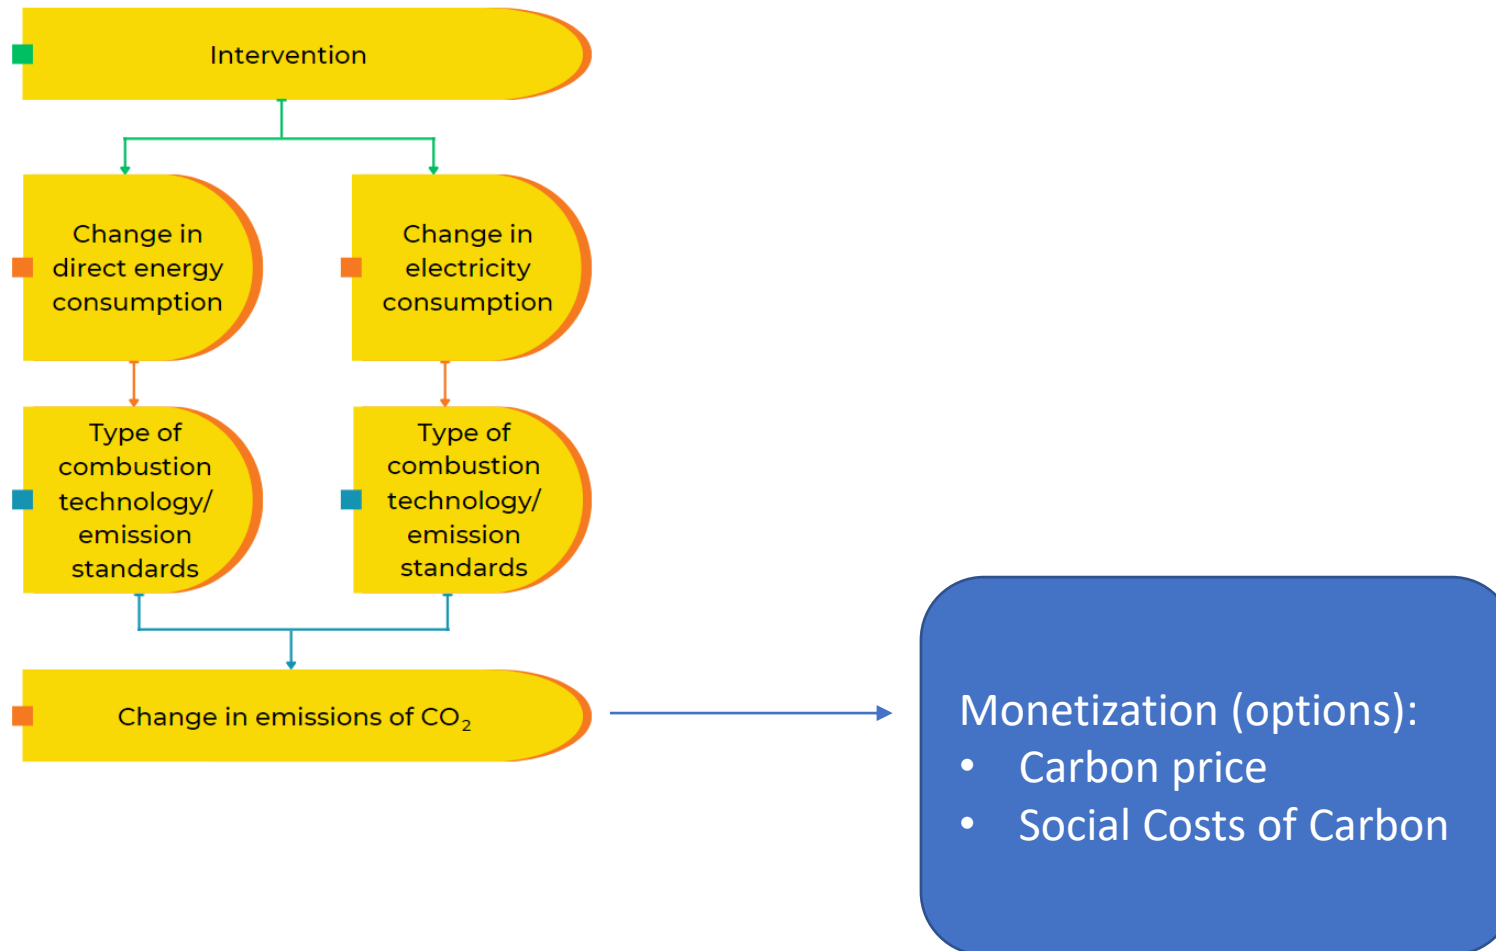 Intervention
Change in
direct energy
consumption
Change in
electricity
consumption
Type of
combustion
technology/
emission
standards
Type of
combustion
technology/
emission
standards
Change in emissions of CO₂
Monetization (options):
• Carbon price
• Social Costs of Carbon